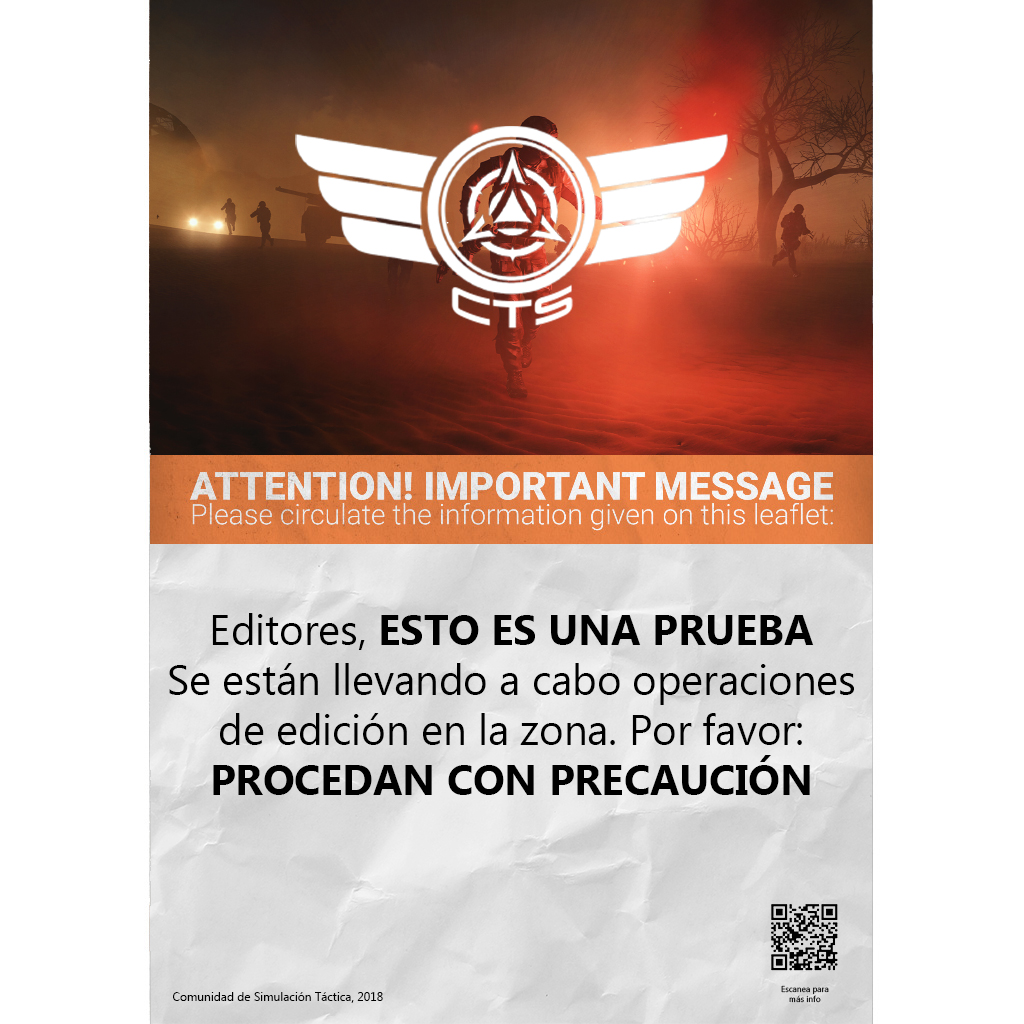 CTS
ATTENTION! IMPORTANT MESSAGE
Please circulate the information given on this leaflet:
Editores, ESTO ES UNA PRUEBA
Se están llevando a cabo operaciones
de edición en la zona. Por favor:
PROCEDAN CON PRECAUCIÓN
Escanea para
más info
Comunidad de Simulación Táctica, 2018